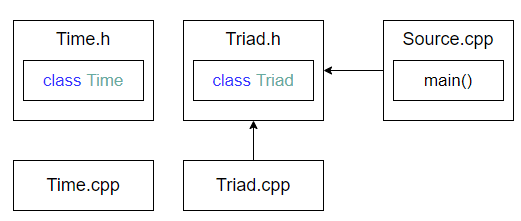 Time.h
class Time
Triad.h
class Triad
Source.cpp
main()
Time.cpp
Triad.cpp